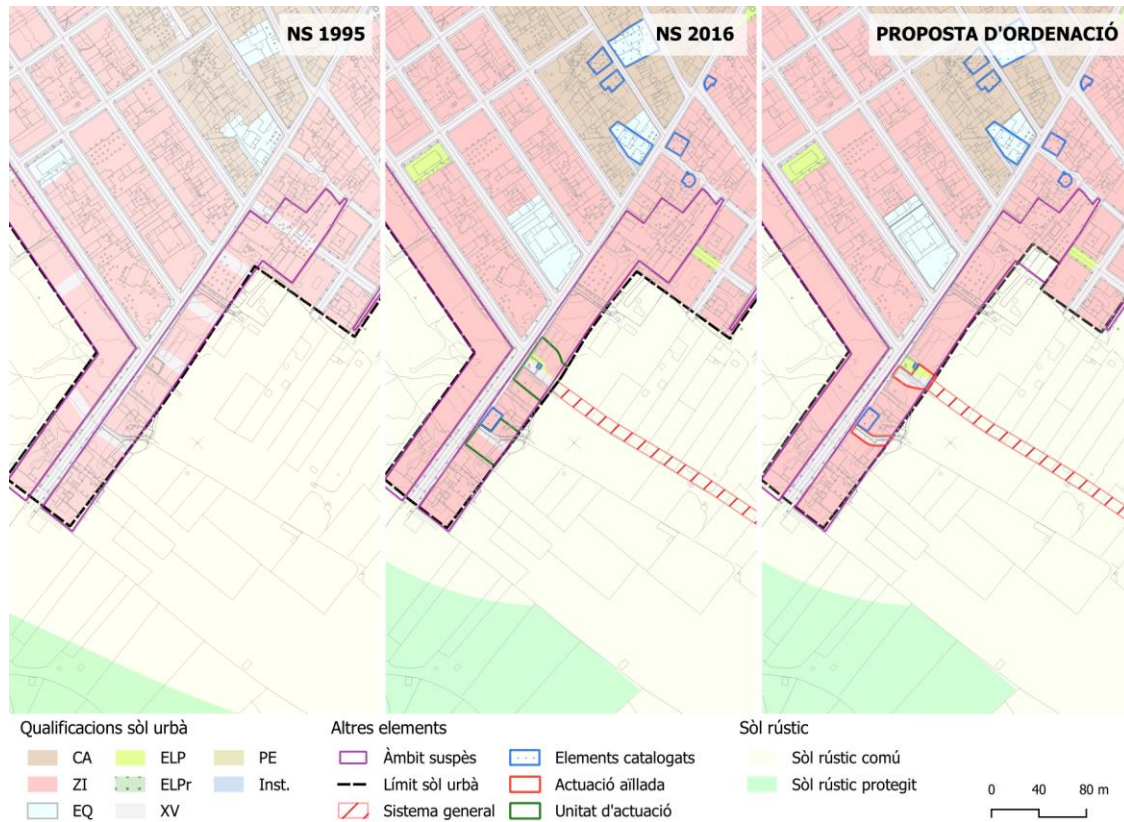 NS 1995
NS 2016
PROPOSTA D'ORDENACIÓ
Qualificacions sòl urbà
CA
ZI
EQ
ELP
ELPr
XV
PE
Inst.
Altres elements
Àmbit suspès
Límit sòl urbà
Sistema general
Elements catalogats
Actuació aïllada
Unitat d'actuació
Sòl rústic
Sòl rústic comú
Sòl rústic protegit
0 40 80 m